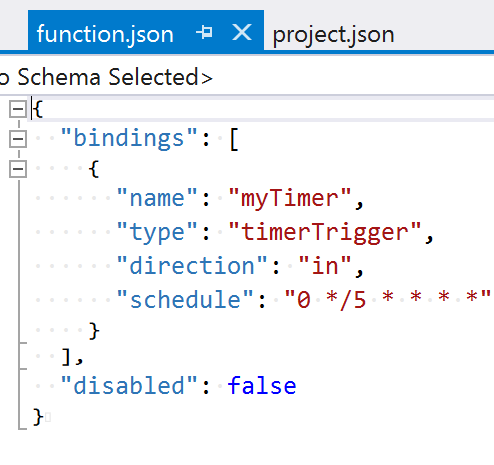 function.json project.json
o Schema Selected>
{
"bindings": [
{
"name": "myTimer",
"type": "timerTrigger",
"direction": "in",
"schedule": "0 */5 * * * *"
}
],
"disabled": false
}